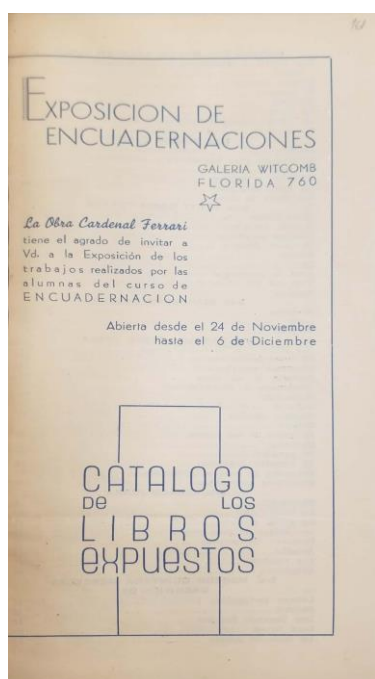 EXPOSICION DE
ENCUADERNACIONES
GALERIA WITCOMB
FLORIDA 760
La Obra Cardenal Ferrari
tiene el agrado de invitar a
Vd. a la Exposición de los
trabajos realizados por las
alumnas del curso de
ENCUADERNACION
Abierta desde el 24 de Noviembre
hasta el 6 de Diciembre
CATALOGO
De LOS
LIBROS
eXPUeSTOS